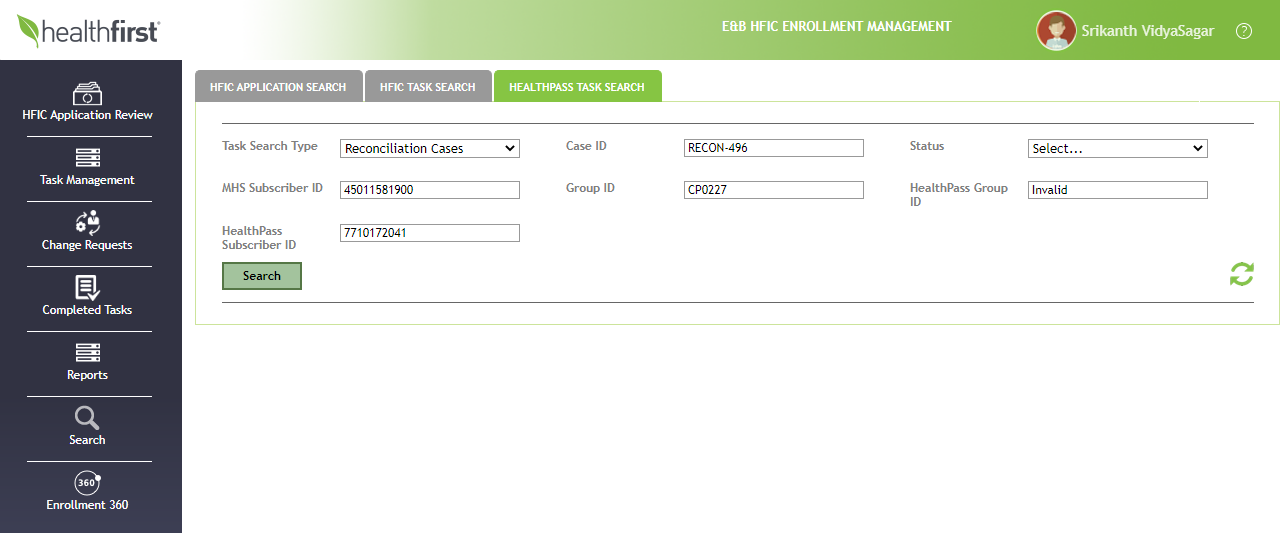 healthfirst®
E&B HFIC ENROLLMENT MANAGEMENT
Srikanth VidyaSagar
?
HFIC Application Review
Task Management
Change Requests
Completed Tasks
Reports
Search
360
Enrollment 360
HFIC APPLICATION SEARCH
HFIC TASK SEARCH
HEALTHPASS TASK SEARCH
Task Search Type
Reconciliation Cases
Case ID
RECON-496
Status
Select...
MHS Subscriber ID
45011581900
Group ID
CP0227
HealthPass Group
ID
Invalid
HealthPass
Subscriber ID
7710172041
Search